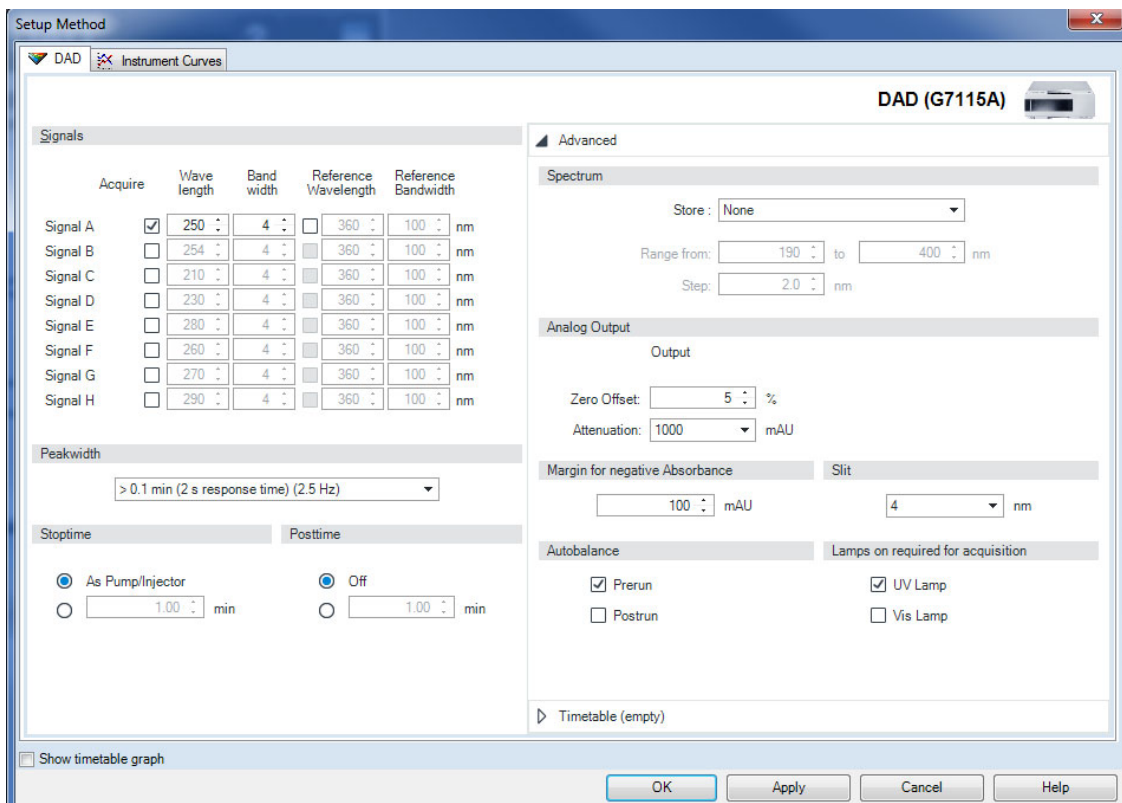 Setup Method
DAD
Instrument Curves
DAD (G7115A)
Signals
Acquire Wave length Band width Reference Wavelength Reference Bandwidth
Signal A 250 4 360 100 nm
Signal B 254 4 360 100 nm
Signal C 210 4 360 100 nm
Signal D 230 4 360 100 nm
Signal E 280 4 360 100 nm
Signal F 260 4 360 100 nm
Signal G 270 4 360 100 nm
Signal H 290 4 360 100 nm
Peakwidth
> 0.1 min (2 s response time) (2.5 Hz)
Stoptime
As Pump/Injector
1.00 min
Posttime
Off
1.00 min
Advanced
Spectrum
Store : None
Range from: 190 to 400 nm
Step: 2.0 nm
Analog Output
Output
Zero Offset: 5 %
Attenuation: 1000 mAU
Margin for negative Absorbance
100 mAU
Slit
4 nm
Autobalance
Prerun
Postrun
Lamps on required for acquisition
UV Lamp
Vis Lamp
Timetable (empty)
Show timetable graph
OK Apply Cancel Help